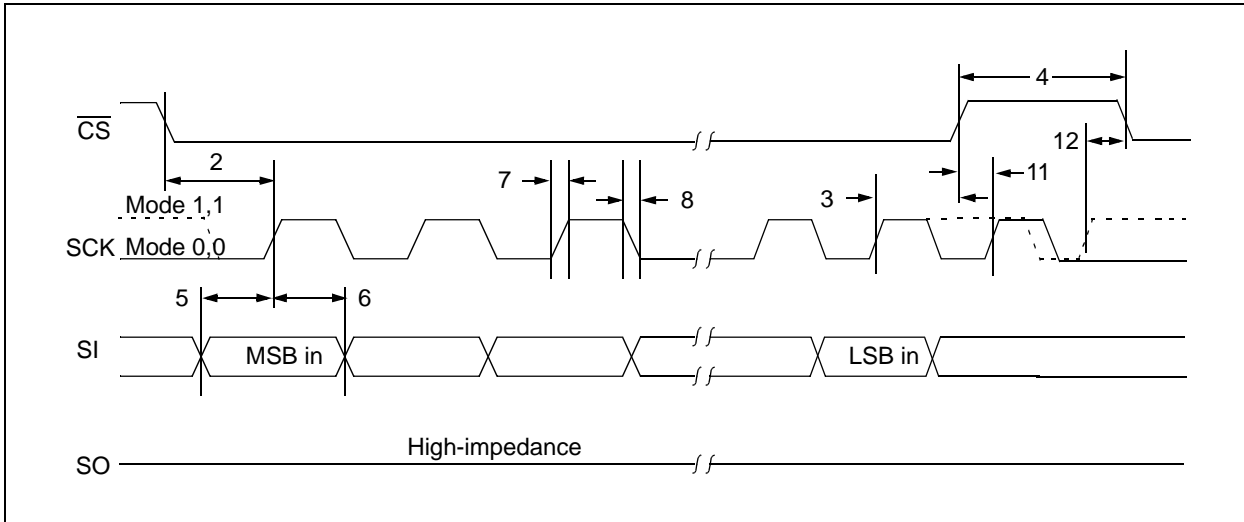 4
CS
12
2
11
7
8
3
Mode 1,1
SCK Mode 0,0
5
6
SI
MSB in
LSB in
High-impedance
SO